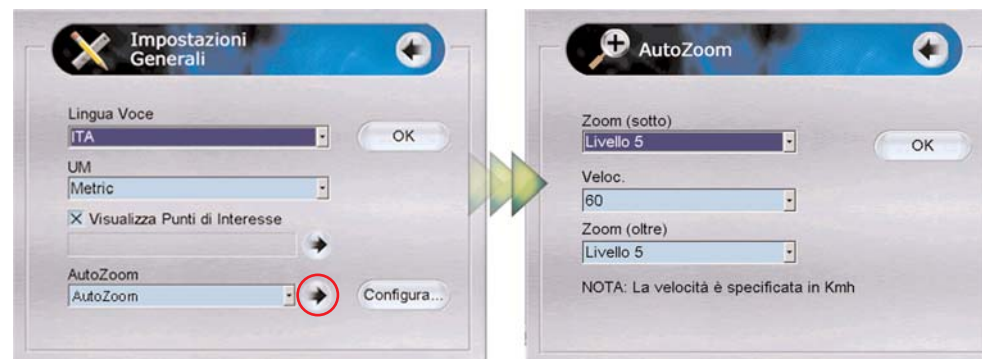 Impostazioni
Generali
Lingua Voce
ITA
OK
UM
Metric
Visualizza Punti di Interesse
AutoZoom
AutoZoom
Configura...
AutoZoom
Zoom (sotto)
Livello 5
OK
Veloc.
60
Zoom (oltre)
Livello 5
NOTA: La velocità è specificata in Kmh